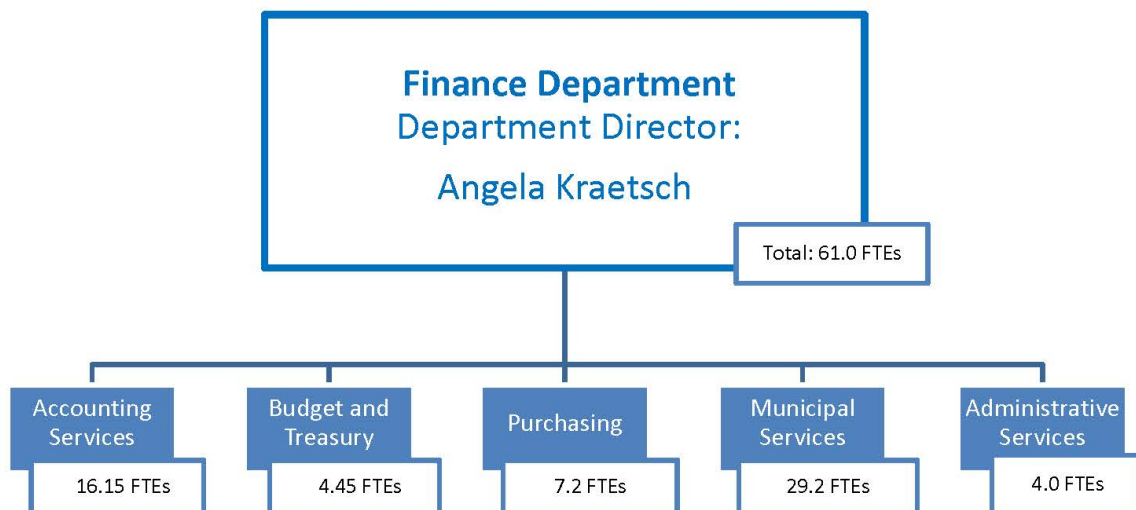 Finance Department
Department Director:
Angela Kraetsch
Total: 61.0 FTEs
Accounting
Services
16.15 FTEs
Budget and
Treasury
4.45 FTEs
Purchasing
7.2 FTEs
Municipal
Services
29.2 FTEs
Administrative
Services
4.0 FTEs